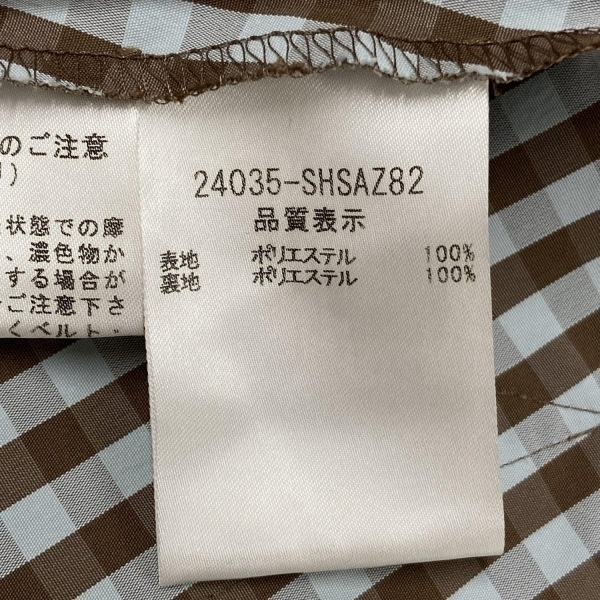 のご注意
り）
状態での摩
、濃色物か
する場合が
ご注意下さ
くベルト・
24035-SHSAZ82
品質表示
表地 ポリエステル 100%
裏地 ポリエステル 100%